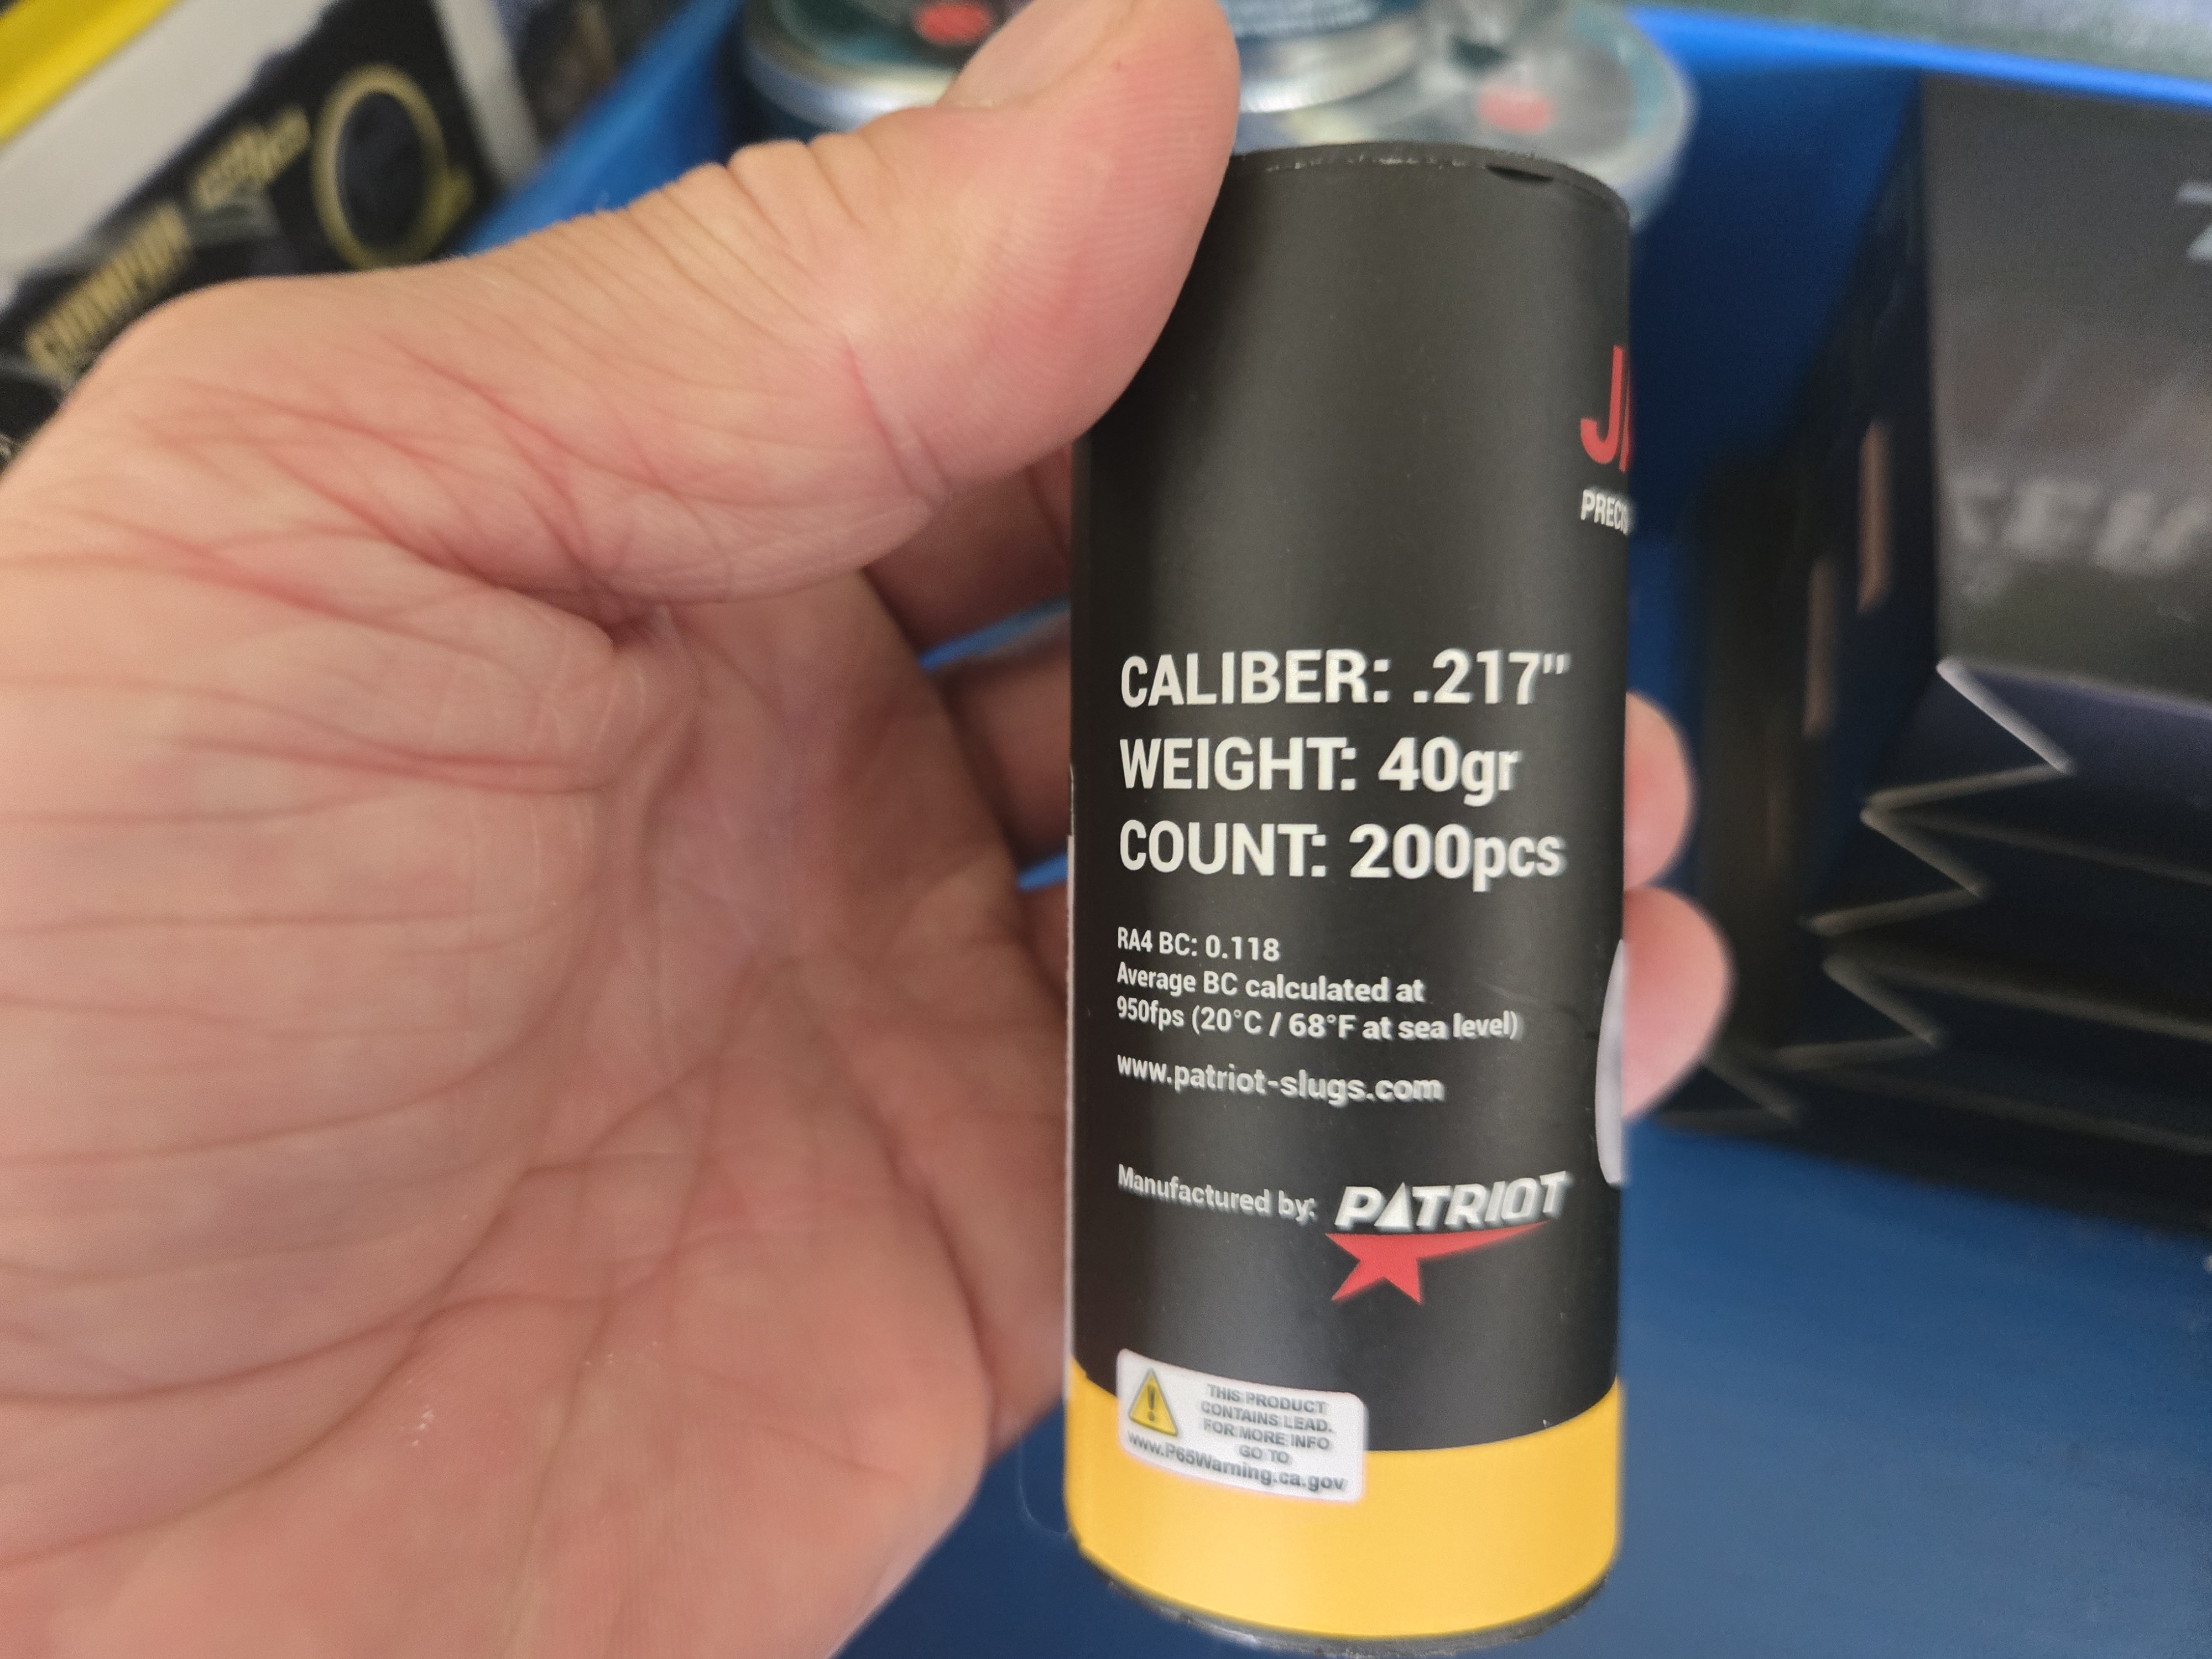 CHAMPION
CALIBER: .217"
WEIGHT: 40gr
COUNT: 200pcs
RA4 BC: 0.118
Average BC calculated at
950fps (20°C / 68°F at sea level)
www.patriot-slugs.com
Manufactured by: PATRIOT
THIS PRODUCT
CONTAINS LEAD.
FOR MORE INFO
GO TO
www.P65Warning.ca.gov